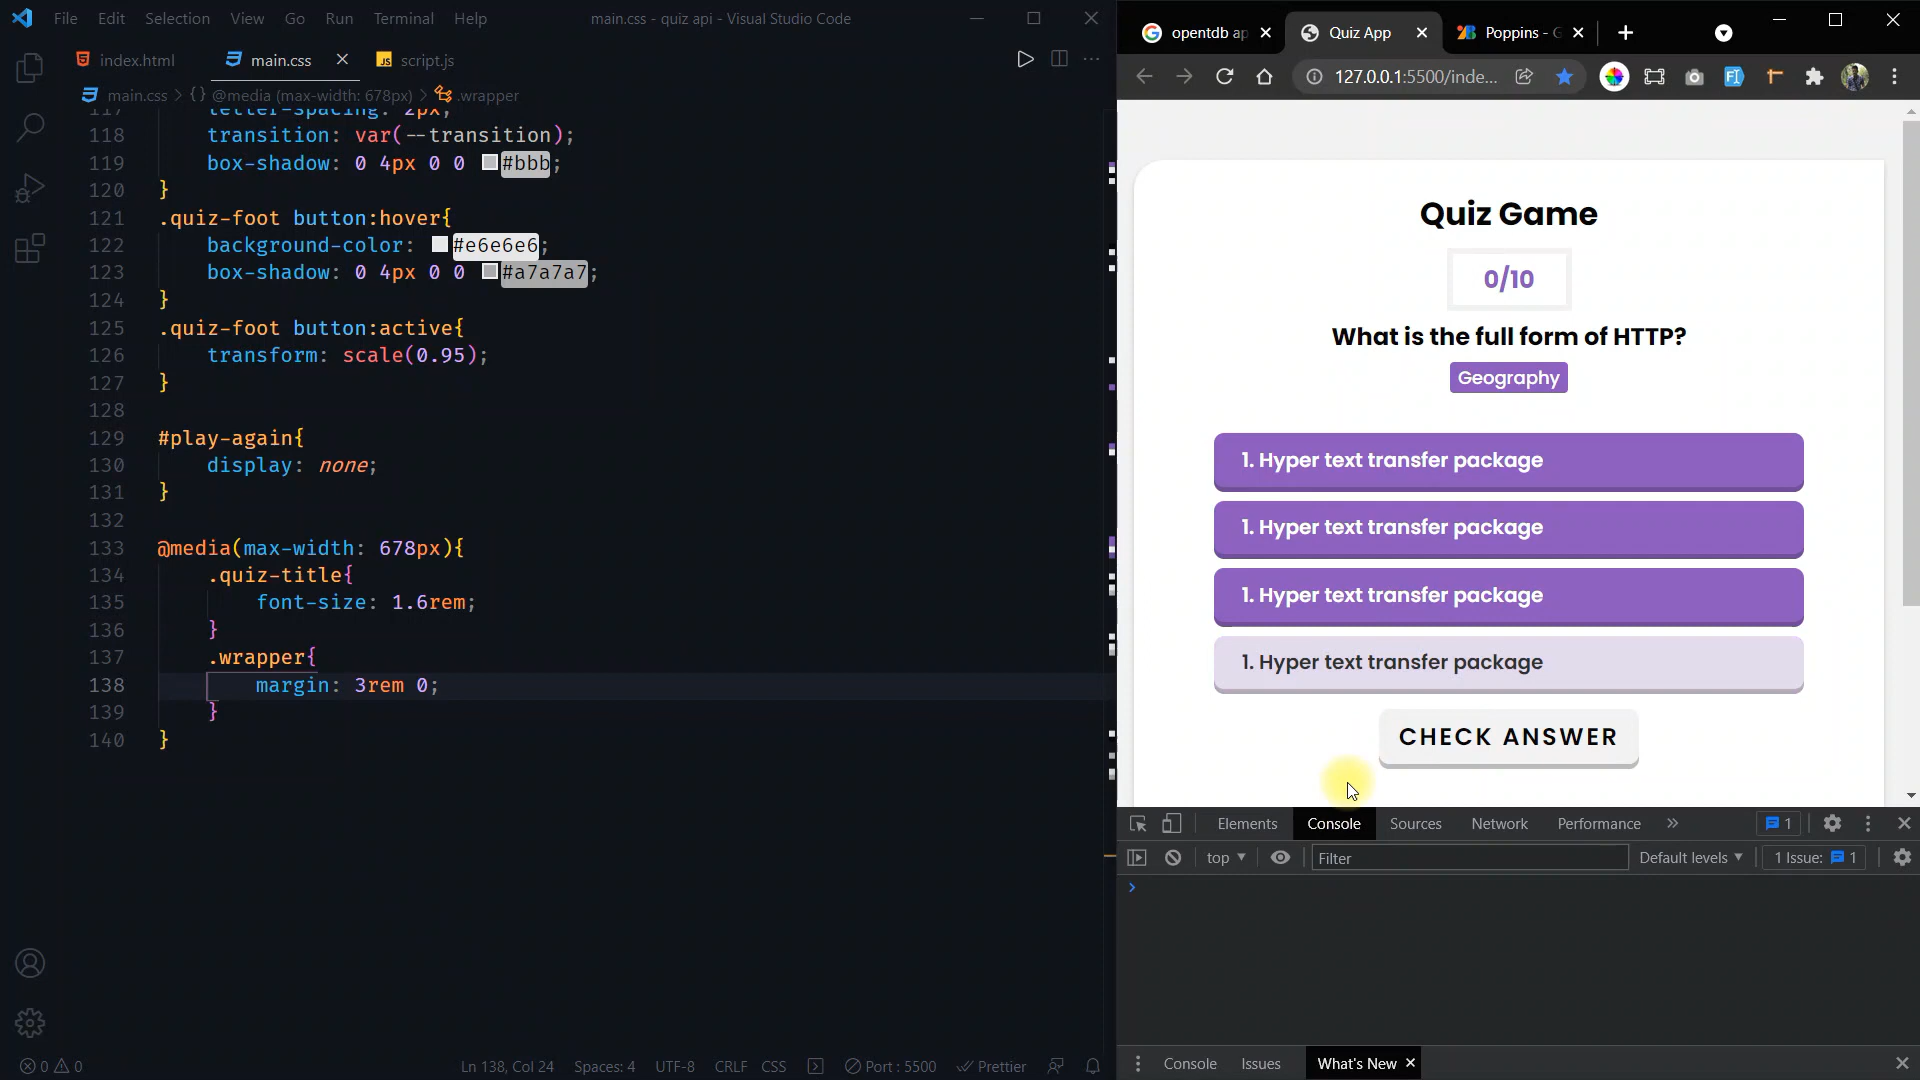 File Edit Selection View Go Run Terminal Help
main.css - quiz api - Visual Studio Code
index.html
main.css
script.js
main.css > {} @media (max-width: 678px) > .wrapper
117 letter-spacing: 2px;
118 transition: var(--transition);
119 box-shadow: 0 4px 0 0 #bbb;
120 }
121 .quiz-foot button:hover{
122 background-color: #e6e6e6;
123 box-shadow: 0 4px 0 0 #a7a7a7;
124 }
125 .quiz-foot button:active{
126 transform: scale(0.95);
127 }
128
129 #play-again{
130 display: none;
131 }
132
133 @media(max-width: 678px){
134 .quiz-title{
135 font-size: 1.6rem;
136 }
137 .wrapper{
138 margin: 3rem 0;
139 }
140 }
0 0
Ln 138, Col 24 Spaces: 4 UTF-8 CRLF CSS Port : 5500 Prettier
opentdb ap
Quiz App
Poppins - G
127.0.0.1:5500/inde...
Quiz Game
0/10
What is the full form of HTTP?
Geography
1. Hyper text transfer package
1. Hyper text transfer package
1. Hyper text transfer package
1. Hyper text transfer package
CHECK ANSWER
Elements Console Sources Network Performance » 1
top Filter Default levels 1 Issue: 1
›
Console Issues What's New